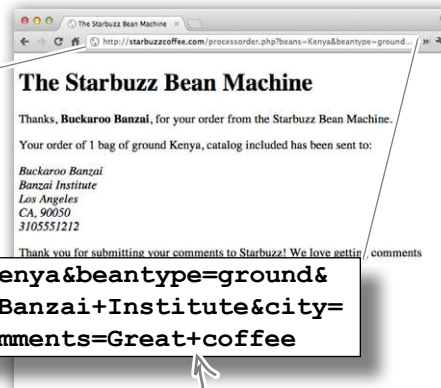 The Starbuzz Bean Machine
http://starbuzzcoffee.com/processorder.php?beans=Kenya&beantype=ground...
The Starbuzz Bean Machine
Thanks, Buckaroo Banzai, for your order from the Starbuzz Bean Machine.
Your order of 1 bag of ground Kenya, catalog included has been sent to:
Buckaroo Banzai
Banzai Institute
Los Angeles
CA, 90050
3105551212
Thank you for submitting your comments to Starbuzz! We love getting comments
enya&beantype=ground&
Banzai+Institute&city=
mments=Great+coffee